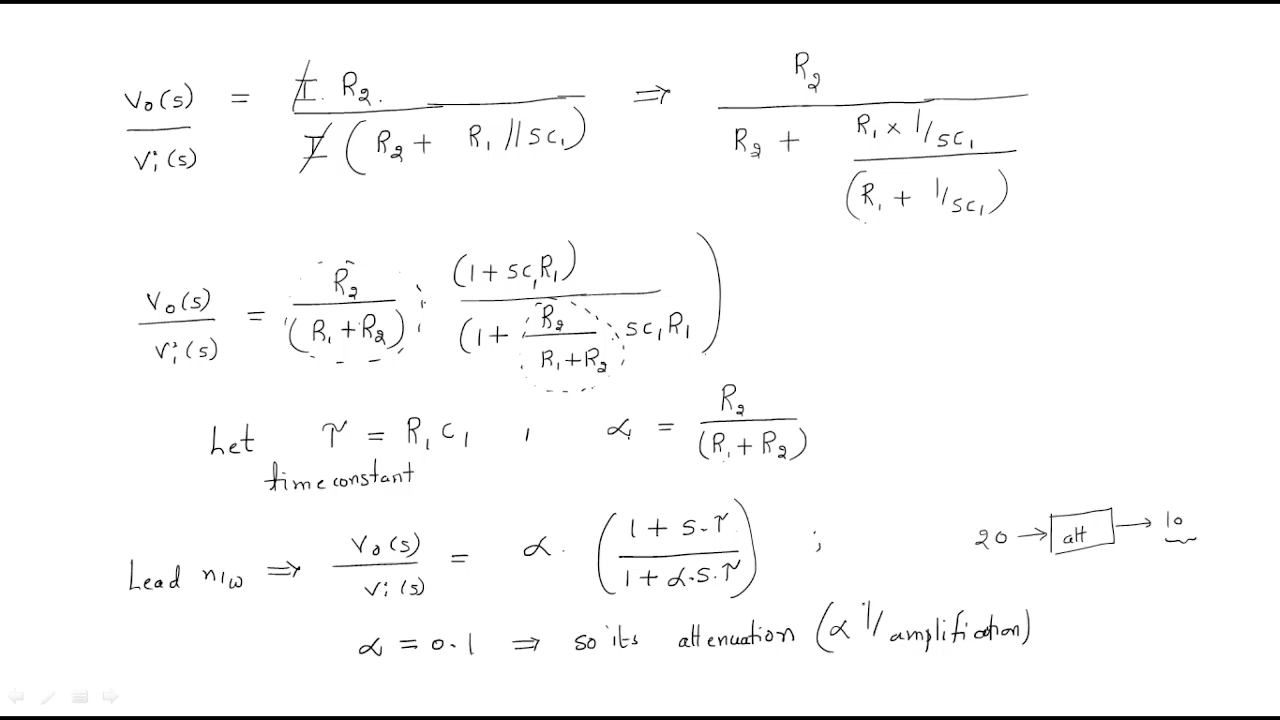 V₀(s)/Vᵢ(s) = I. R₂. / I (R₂ + R₁ // SC₁) ⇒ R₂ / (R₂ + (R₁ × 1/SC₁) / (R₁ + 1/SC₁))
V₀(s)/Vᵢ(s) = R₂/(R₁ + R₂) . (1 + SC₁R₁) / (1 + R₂/(R₁+R₂) . SC₁R₁)
Let τ = R₁C₁ , α = R₂/(R₁ + R₂)
time constant
Lead n/w ⇒ V₀(s)/Vᵢ(s) = α. ((1 + S.τ)/(1 + α.S.τ)) ; 20 → att → 10
α = 0.1 ⇒ so its attenuation (α 1/amplification)